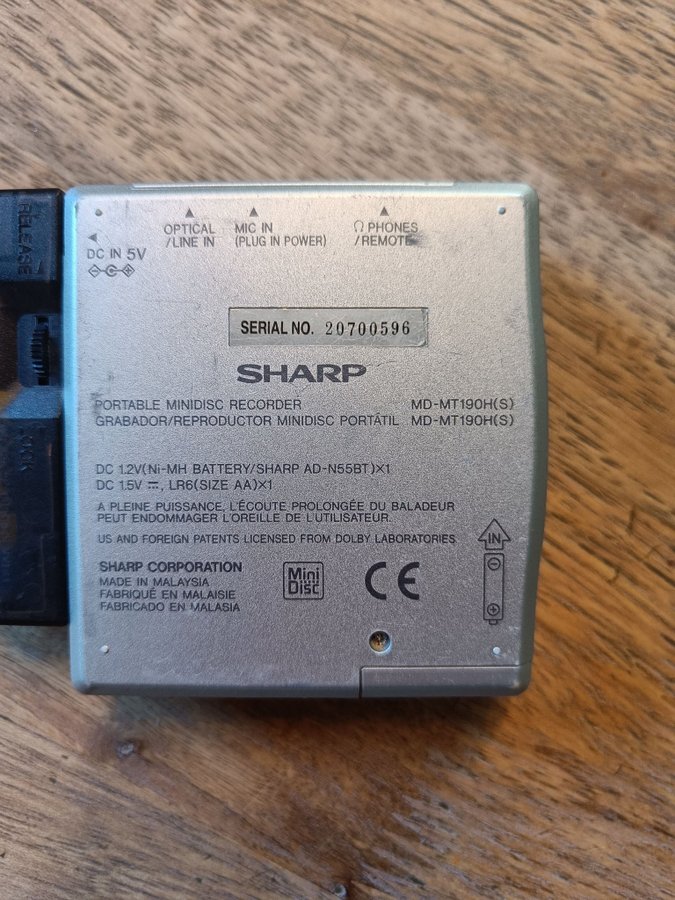 RELEASE
LOCK
OPTICAL
/LINE IN
MIC IN
(PLUG IN POWER)
PHONES
/REMOTE
DC IN 5V
SERIAL NO. 20700596
SHARP
PORTABLE MINIDISC RECORDER MD-MT190H(S)
GRABADOR/REPRODUCTOR MINIDISC PORTÁTIL MD-MT190H(S)
DC 1.2V(Ni-MH BATTERY/SHARP AD-N55BT)×1
DC 1.5V ⎓, LR6(SIZE AA)×1
A PLEINE PUISSANCE, L'ÉCOUTE PROLONGÉE DU BALADEUR
PEUT ENDOMMAGER L'OREILLE DE L'UTILISATEUR.
US AND FOREIGN PATENTS LICENSED FROM DOLBY LABORATORIES
IN
SHARP CORPORATION
MADE IN MALAYSIA
FABRIQUÉ EN MALAISIE
FABRICADO EN MALASIA
Mini
Disc
CE